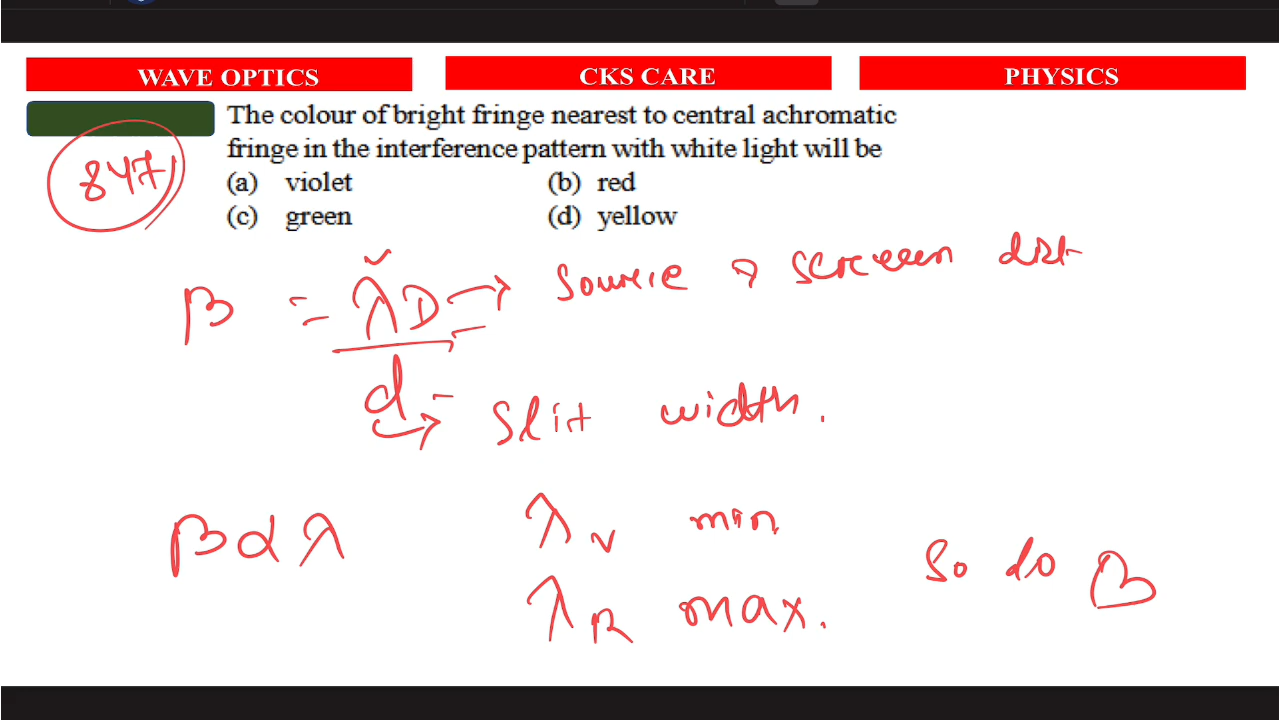 WAVE OPTICS
CKS CARE
PHYSICS
The colour of bright fringe nearest to central achromatic
fringe in the interference pattern with white light will be
(a) violet (b) red
(c) green (d) yellow
847
β = λD → source & screen dist
d → slit width.
β α λ
λV min
λR max.
So do β